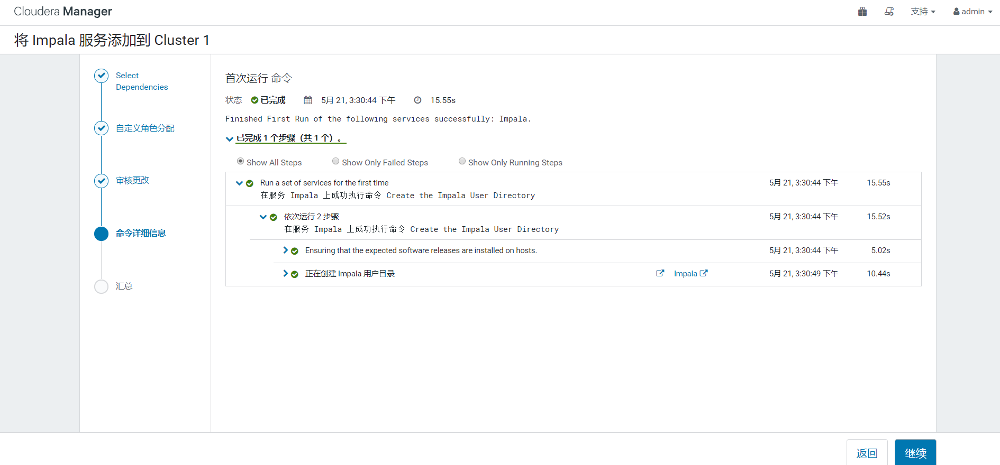 Cloudera Manager
支持
admin
将 Impala 服务添加到 Cluster 1
Select
Dependencies
自定义角色分配
审核更改
命令详细信息
汇总
首次运行 命令
状态 已完成 5月 21, 3:30:44 下午 15.55s
Finished First Run of the following services successfully: Impala.
已完成 1 个步骤（共 1 个）。
Show All Steps Show Only Failed Steps Show Only Running Steps
Run a set of services for the first time 5月 21, 3:30:44 下午 15.55s
在服务 Impala 上成功执行命令 Create the Impala User Directory
依次运行 2 步骤 5月 21, 3:30:44 下午 15.52s
在服务 Impala 上成功执行命令 Create the Impala User Directory
Ensuring that the expected software releases are installed on hosts. 5月 21, 3:30:44 下午 5.02s
正在创建 Impala 用户目录 Impala 5月 21, 3:30:49 下午 10.44s
返回 继续